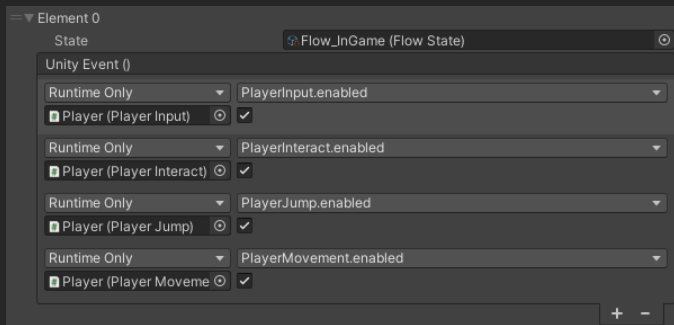 Element 0
State Flow_InGame (Flow State)
Unity Event ()
Runtime Only PlayerInput.enabled
Player (Player Input)
Runtime Only PlayerInteract.enabled
Player (Player Interact)
Runtime Only PlayerJump.enabled
Player (Player Jump)
Runtime Only PlayerMovement.enabled
Player (Player Moveme